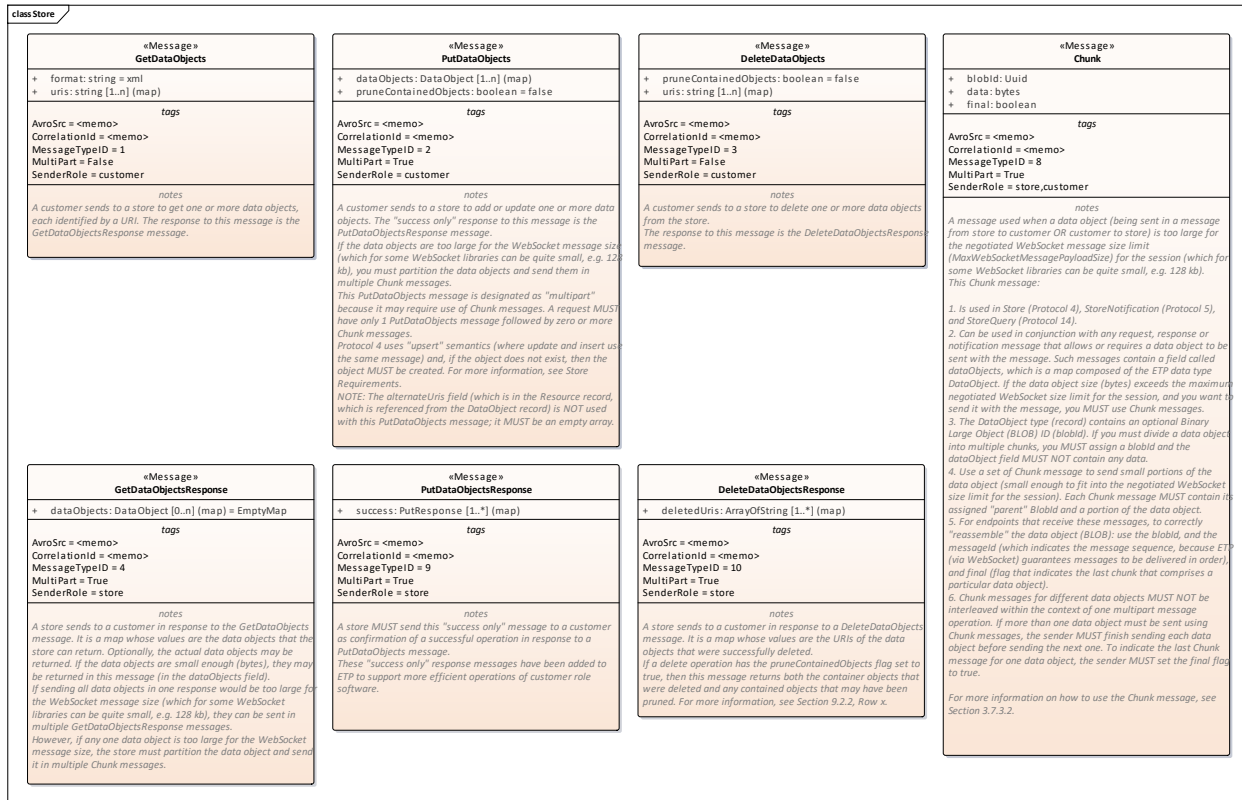 class Store
«Message»
GetDataObjects
+ format: string = xml
+ uris: string [1..n] (map)
tags
AvroSrc = <memo>
CorrelationId = <memo>
MessageTypeID = 1
MultiPart = False
SenderRole = customer
notes
A customer sends to a store to get one or more data objects,
each identified by a URI. The response to this message is the
GetDataObjectsResponse message.
«Message»
PutDataObjects
+ dataObjects: DataObject [1..n] (map)
+ pruneContainedObjects: boolean = false
tags
AvroSrc = <memo>
CorrelationId = <memo>
MessageTypeID = 2
MultiPart = True
SenderRole = customer
notes
A customer sends to a store to add or update one or more data
objects. The "success only" response to this message is the
PutDataObjectsResponse message.
If the data objects are too large for the WebSocket message size
(which for some WebSocket libraries can be quite small, e.g. 128
kb), you must partition the data objects and send them in
multiple Chunk messages.
This PutDataObjects message is designated as "multipart"
because it may require use of Chunk messages. A request MUST
have only 1 PutDataObjects message followed by zero or more
Chunk messages.
Protocol 4 uses "upsert" semantics (where update and insert use
the same message) and, if the object does not exist, then the
object MUST be created. For more information, see Store
Requirements.
NOTE: The alternateUris field (which is in the Resource record,
which is referenced from the DataObject record) is NOT used
with this PutDataObjects message; it MUST be an empty array.
«Message»
DeleteDataObjects
+ pruneContainedObjects: boolean = false
+ uris: string [1..n] (map)
tags
AvroSrc = <memo>
CorrelationId = <memo>
MessageTypeID = 3
MultiPart = False
SenderRole = customer
notes
A customer sends to a store to delete one or more data objects
from the store.
The response to this message is the DeleteDataObjectsResponse
message.
«Message»
Chunk
+ blobId: Uuid
+ data: bytes
+ final: boolean
tags
AvroSrc = <memo>
CorrelationId = <memo>
MessageTypeID = 8
MultiPart = True
SenderRole = store,customer
notes
A message used when a data object (being sent in a message
from store to customer OR customer to store) is too large for
the negotiated WebSocket message size limit
(MaxWebSocketMessagePayloadSize) for the session (which for
some WebSocket libraries can be quite small, e.g. 128 kb).
This Chunk message:
1. Is used in Store (Protocol 4), StoreNotification (Protocol 5),
and StoreQuery (Protocol 14).
2. Can be used in conjunction with any request, response or
notification message that allows or requires a data object to be
sent with the message. Such messages contain a field called
dataObjects, which is a map composed of the ETP data type
DataObject. If the data object size (bytes) exceeds the maximum
negotiated WebSocket size limit for the session, and you want to
send it with the message, you MUST use Chunk messages.
3. The DataObject type (record) contains an optional Binary
Large Object (BLOB) ID (blobId). If you must divide a data object
into multiple chunks, you MUST assign a blobId and the
dataObject field MUST NOT contain any data.
4. Use a set of Chunk message to send small portions of the
data object (small enough to fit into the negotiated WebSocket
size limit for the session). Each Chunk message MUST contain its
assigned "parent" BlobId and a portion of the data object.
5. For endpoints that receive these messages, to correctly
"reassemble" the data object (BLOB): use the blobId, and the
messageId (which indicates the message sequence, because ETP
(via WebSocket) guarantees messages to be delivered in order),
and final (flag that indicates the last chunk that comprises a
particular data object).
6. Chunk messages for different data objects MUST NOT be
interleaved within the context of one multipart message
operation. If more than one data object must be sent using
Chunk messages, the sender MUST finish sending each data
object before sending the next one. To indicate the last Chunk
message for one data object, the sender MUST set the final flag
to true.
For more information on how to use the Chunk message, see
Section 3.7.3.2.
«Message»
GetDataObjectsResponse
+ dataObjects: DataObject [0..n] (map) = EmptyMap
tags
AvroSrc = <memo>
CorrelationId = <memo>
MessageTypeID = 4
MultiPart = True
SenderRole = store
notes
A store sends to a customer in response to the GetDataObjects
message. It is a map whose values are the data objects that the
store can return. Optionally, the actual data objects may be
returned. If the data objects are small enough (bytes), they may
be returned in this message (in the dataObjects field).
If sending all data objects in one response would be too large for
the WebSocket message size (which for some WebSocket
libraries can be quite small, e.g. 128 kb), they can be sent in
multiple GetDataObjectsResponse messages.
However, if any one data object is too large for the WebSocket
message size, the store must partition the data object and send
it in multiple Chunk messages.
«Message»
PutDataObjectsResponse
+ success: PutResponse [1..*] (map)
tags
AvroSrc = <memo>
CorrelationId = <memo>
MessageTypeID = 9
MultiPart = True
SenderRole = store
notes
A store MUST send this "success only" message to a customer
as confirmation of a successful operation in response to a
PutDataObjects message.
These "success only" response messages have been added to
ETP to support more efficient operations of customer role
software.
«Message»
DeleteDataObjectsResponse
+ deletedUris: ArrayOfString [1..*] (map)
tags
AvroSrc = <memo>
CorrelationId = <memo>
MessageTypeID = 10
MultiPart = True
SenderRole = store
notes
A store sends to a customer in response to a DeleteDataObjects
message. It is a map whose values are the URIs of the data
objects that were successfully deleted.
If a delete operation has the pruneContainedObjects flag set to
true, then this message returns both the container objects that
were deleted and any contained objects that may have been
pruned. For more information, see Section 9.2.2, Row x.